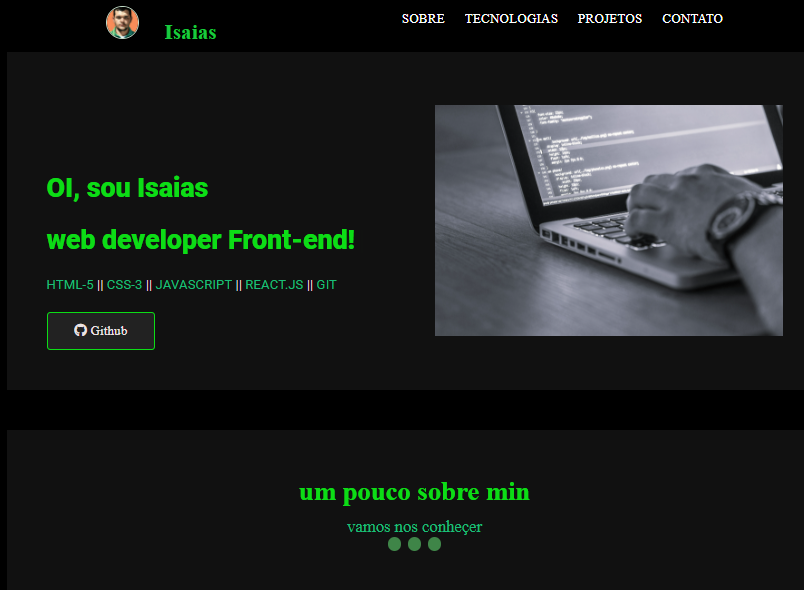 Isaias
SOBRE TECNOLOGIAS PROJETOS CONTATO
OI, sou Isaias
web developer Front-end!
HTML-5 || CSS-3 || JAVASCRIPT || REACT.JS || GIT
Github
um pouco sobre min
vamos nos conheçer